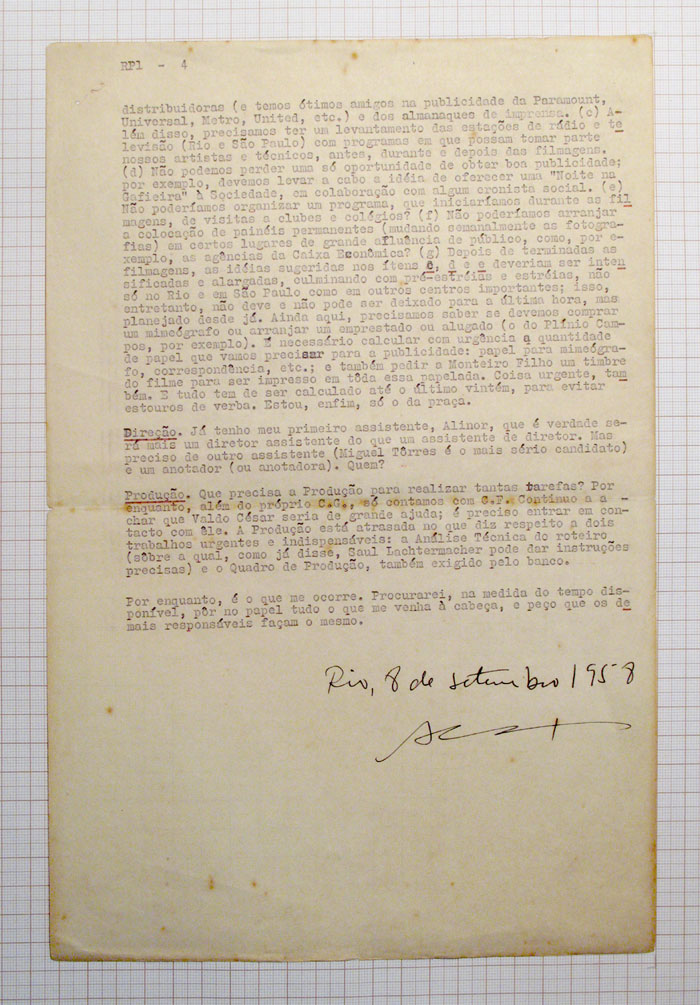 RP1 - 4
distribuidoras (e temos ótimos amigos na publicidade da Paramount,
Universal, Metro, United, etc.) e dos almanaques de imprensa. (c) A-
lém disso, precisamos ter um levantamento das estações de rádio e te
levisão (Rio e São Paulo) com programas em que possam tomar parte
nossos artistas e técnicos, antes, durante e depois das filmagens.
(d) Não podemos perder uma só oportunidade de obter boa publicidade;
por exemplo, devemos levar a cabo a idéia de oferecer uma "Noite na
Gafieira" à Sociedade, em colaboração com algum cronista social. (e)
Não poderíamos organizar um programa, que iniciaríamos durante as fil
magens, de visitas a clubes e colégios? (f) Não poderíamos arranjar
a colocação de painéis permanentes (mudando semanalmente as fotogra-
fias) em certos lugares de grande afluência de público, como, por e-
xemplo, as agências da Caixa Econômica? (g) Depois de terminadas as
filmagens, as idéias sugeridas nos ítens c, d e e deveriam ser inten
sificadas e alargadas, culminando com pré-estréias e estréias, não
só no Rio e em São Paulo como em outros centros importantes; isso,
entretanto, não deve e não pode ser deixado para a última hora, mas
planejado desde já. Ainda aqui, precisamos saber se devemos comprar
um mimeógrafo ou arranjar um emprestado ou alugado (o do Plínio Cam-
pos, por exemplo). É necessário calcular com urgência a quantidade
de papel que vamos precisar para a publicidade: papel para mimeógra-
fo, correspondência, etc.; e também pedir a Monteiro Filho um timbre
do filme para ser impresso em tôda essa papelada. Coisa urgente, tam
bém. E tudo tem de ser calculado até o último vintém, para evitar
estouros de verba. Estou, enfim, só o da praça.
Direção. Já tenho meu primeiro assistente, Alinor, que é verdade se-
rá mais um diretor assistente do que um assistente de diretor. Mas
preciso de outro assistente (Miguel Tôrres é o mais sério candidato)
e um anotador (ou anotadora). Quem?
Produção. Que precisa a Produção para realizar tantas tarefas? Por
enquanto, além do próprio C.G., só contamos com C.F. Continuo a a -
char que Valdo César seria de grande ajuda; é preciso entrar em con-
tacto com êle. A Produção está atrasada no que diz respeito a dois
trabalhos urgentes e indispensáveis: a Análise Técnica do roteiro
(sôbre a qual, como já disse, Saul Lachtermacher pode dar instruções
precisas) e o Quadro de Produção, também exigido pelo banco.
Por enquanto, é o que me ocorre. Procurarei, na medida do tempo dis-
ponível, pôr no papel tudo o que me venha à cabeça, e peço que os de
mais responsáveis façam o mesmo.
Rio, 8 de setembro 1958